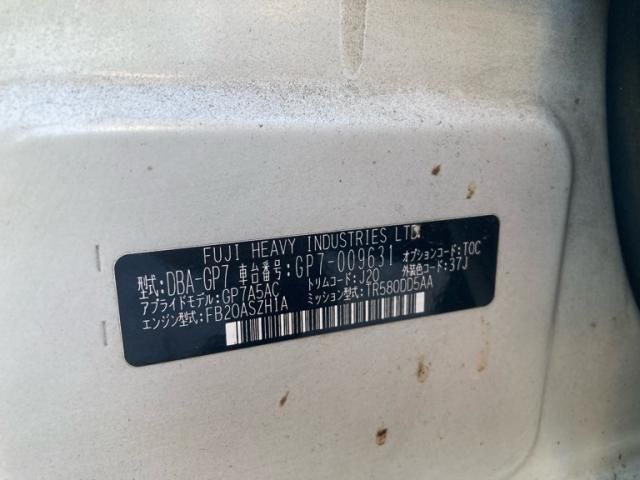 FUJI HEAVY INDUSTRIES LTD.
型式:DBA-GP7 車台番号:GP7-009631 オプションコード:TOC
アプライドモデル:GP7A5AC トリムコード:J20 外装色コード:37J
エンジン型式:FB20ASZH1A ミッション型式:TR580DD5AA